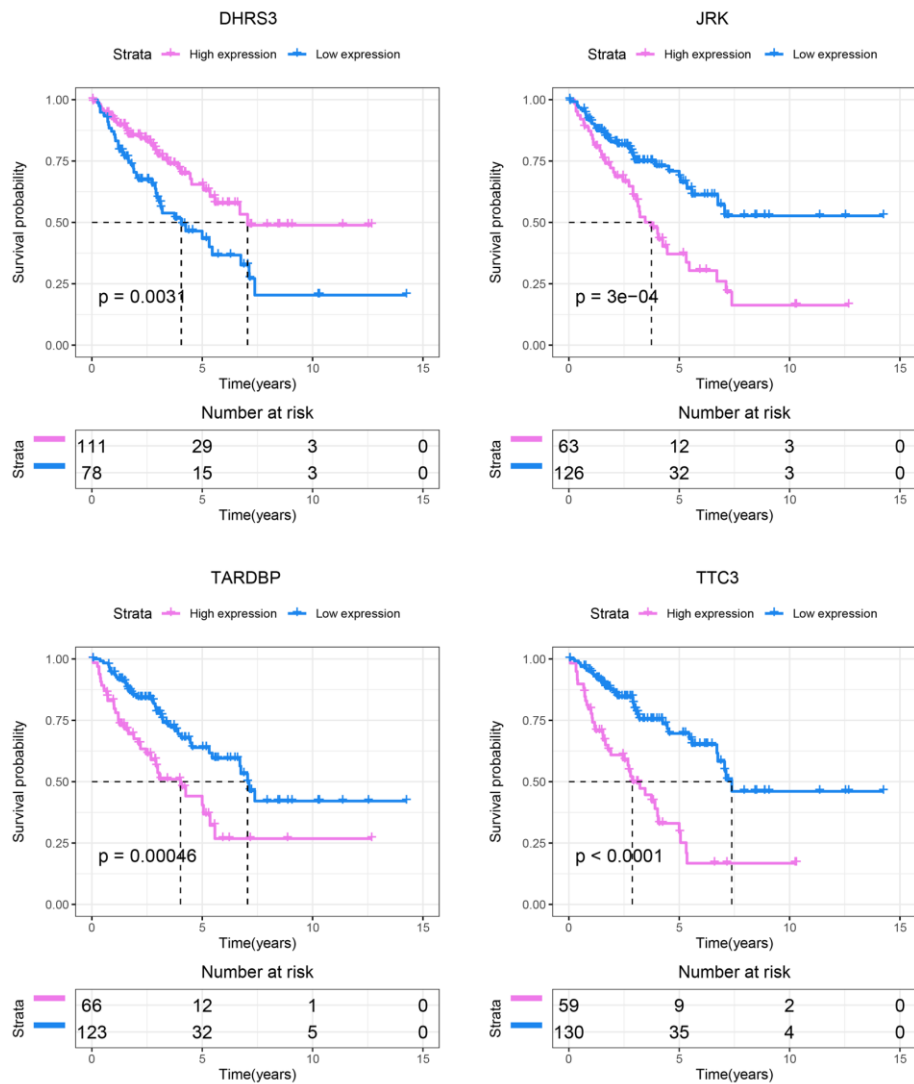 DHRS3
Strata High expression Low expression
1.00
0.75
0.50
0.25
0.00
Survival probability
p = 0.0031
0 5 10 15
Time(years)
Number at risk
Strata
111 29 3 0
78 15 3 0
0 5 10 15
Time(years)
JRK
Strata High expression Low expression
1.00
0.75
0.50
0.25
0.00
Survival probability
p = 3e−04
0 5 10 15
Time(years)
Number at risk
Strata
63 12 3 0
126 32 3 0
0 5 10 15
Time(years)
TARDBP
Strata High expression Low expression
1.00
0.75
0.50
0.25
0.00
Survival probability
p = 0.00046
0 5 10 15
Time(years)
Number at risk
Strata
66 12 1 0
123 32 5 0
0 5 10 15
Time(years)
TTC3
Strata High expression Low expression
1.00
0.75
0.50
0.25
0.00
Survival probability
p < 0.0001
0 5 10 15
Time(years)
Number at risk
Strata
59 9 2 0
130 35 4 0
0 5 10 15
Time(years)